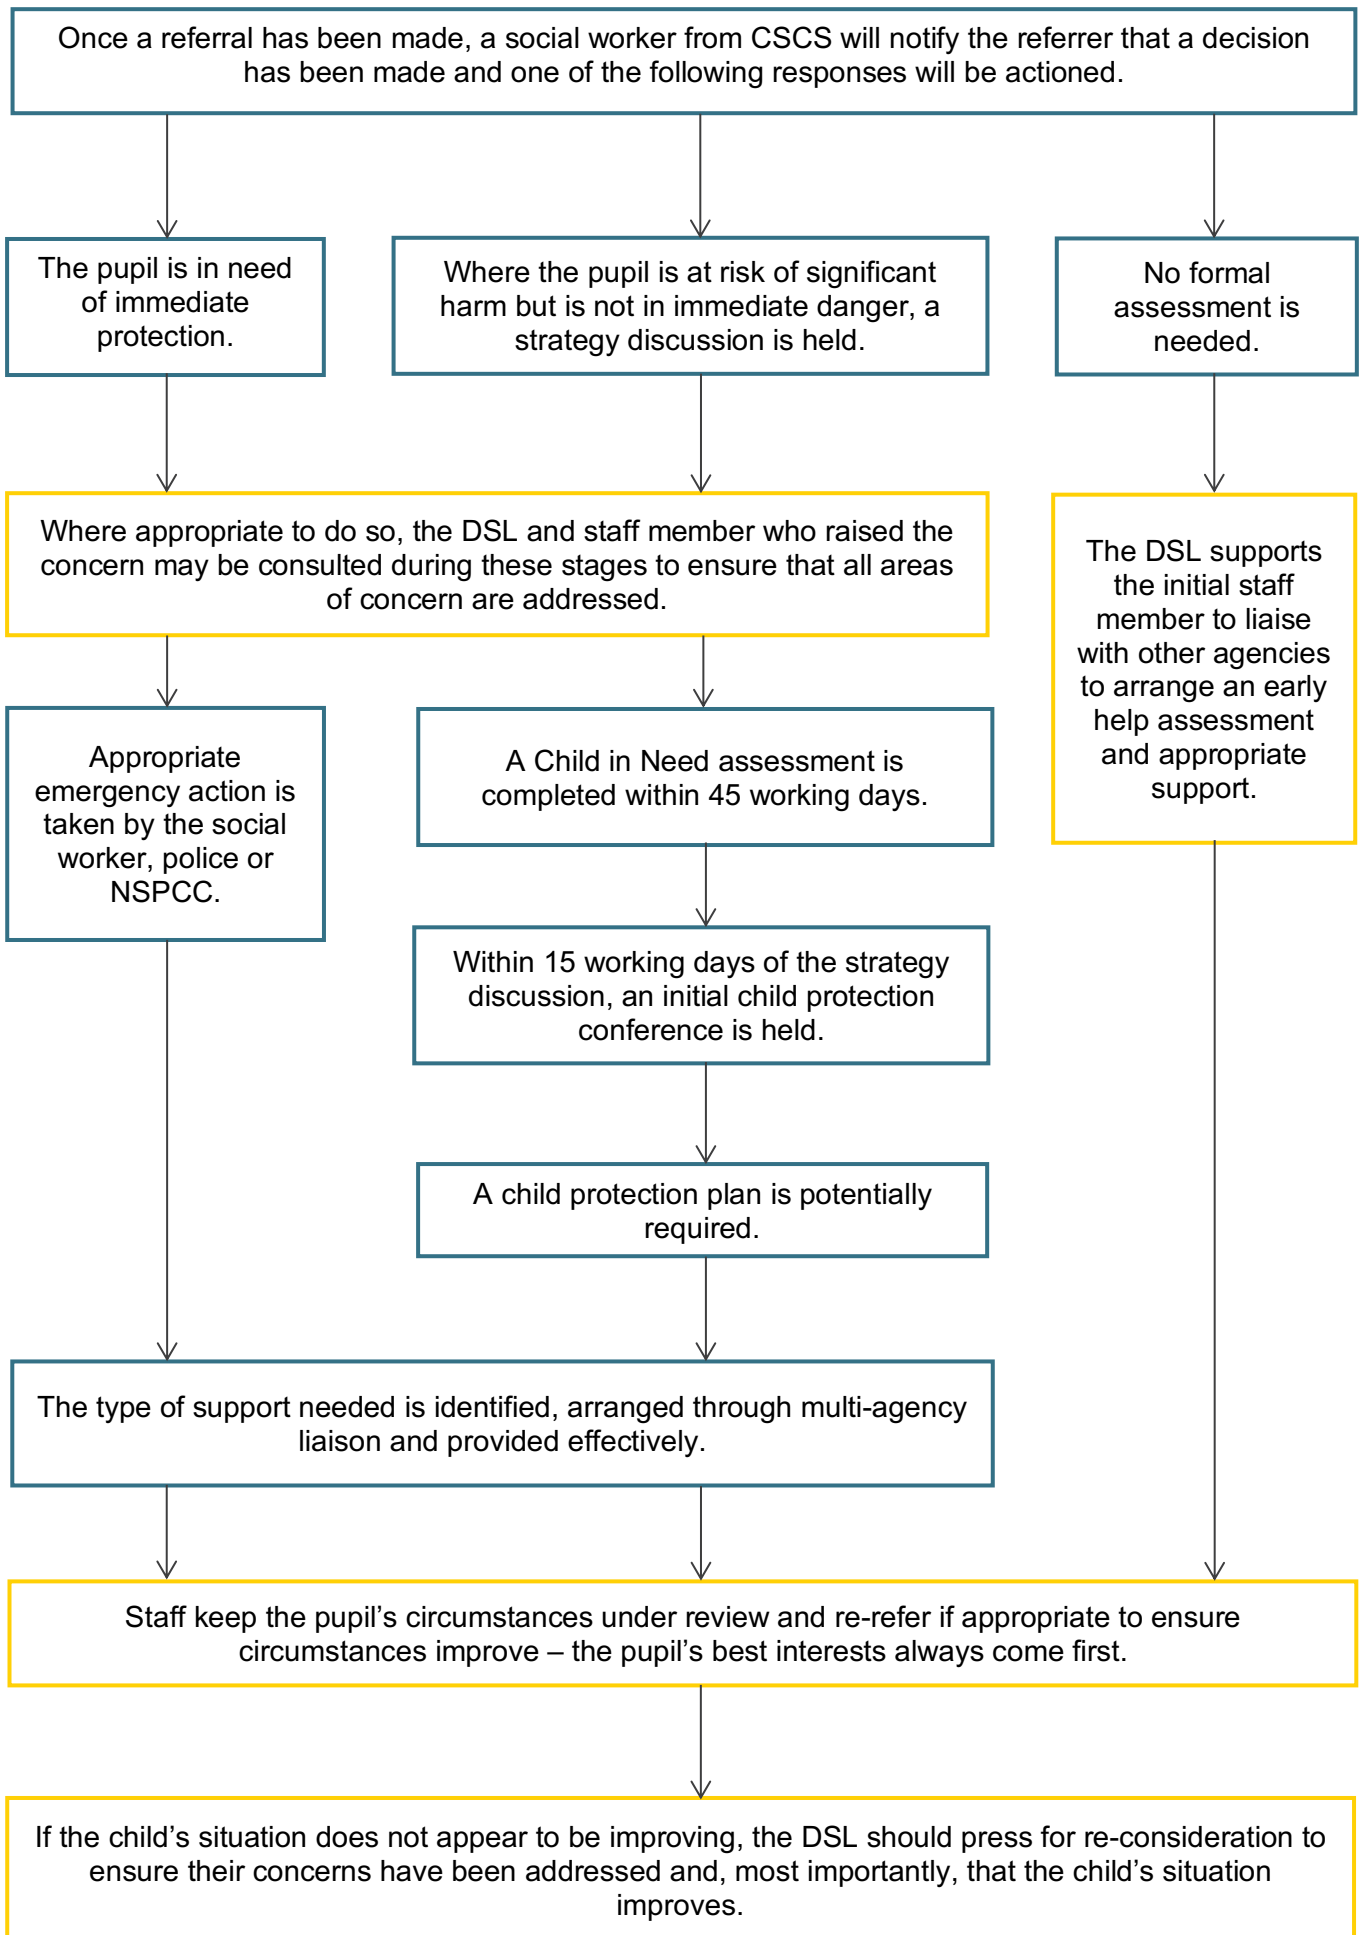 Once a referral has been made, a social worker from CSCS will notify the referrer that a decision
has been made and one of the following responses will be actioned.
The pupil is in need
of immediate
protection.
Where the pupil is at risk of significant
harm but is not in immediate danger, a
strategy discussion is held.
No formal
assessment is
needed.
Where appropriate to do so, the DSL and staff member who raised the
concern may be consulted during these stages to ensure that all areas
of concern are addressed.
The DSL supports
the initial staff
member to liaise
with other agencies
to arrange an early
help assessment
and appropriate
support.
Appropriate
emergency action is
taken by the social
worker, police or
NSPCC.
A Child in Need assessment is
completed within 45 working days.
Within 15 working days of the strategy
discussion, an initial child protection
conference is held.
A child protection plan is potentially
required.
The type of support needed is identified, arranged through multi-agency
liaison and provided effectively.
Staff keep the pupil’s circumstances under review and re-refer if appropriate to ensure
circumstances improve – the pupil’s best interests always come first.
If the child’s situation does not appear to be improving, the DSL should press for re-consideration to
ensure their concerns have been addressed and, most importantly, that the child’s situation
improves.